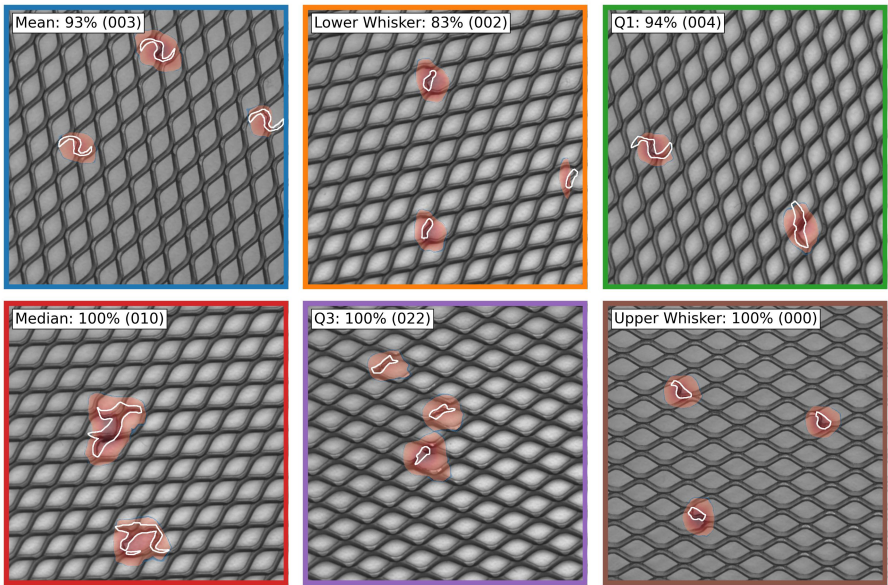 Mean: 93% (003)
Lower Whisker: 83% (002)
Q1: 94% (004)
Median: 100% (010)
Q3: 100% (022)
Upper Whisker: 100% (000)